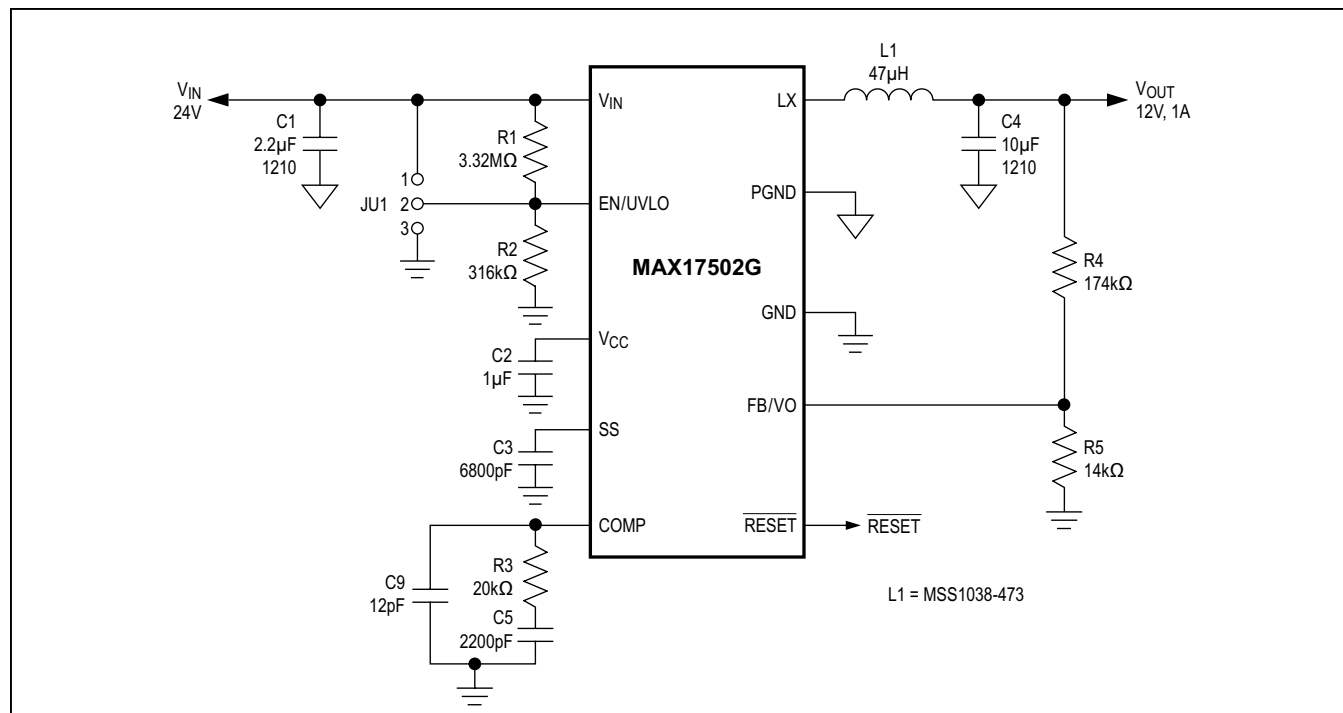 VIN
24V
C1
2.2µF
1210
1
JU1
2
3
R1
3.32MΩ
R2
316kΩ
C2
1µF
C3
6800pF
C9
12pF
R3
20kΩ
C5
2200pF
VIN
EN/UVLO
VCC
SS
COMP
MAX17502G
LX
PGND
GND
FB/VO
RESET
RESET
L1
47µH
C4
10µF
1210
VOUT
12V, 1A
R4
174kΩ
R5
14kΩ
L1 = MSS1038-473